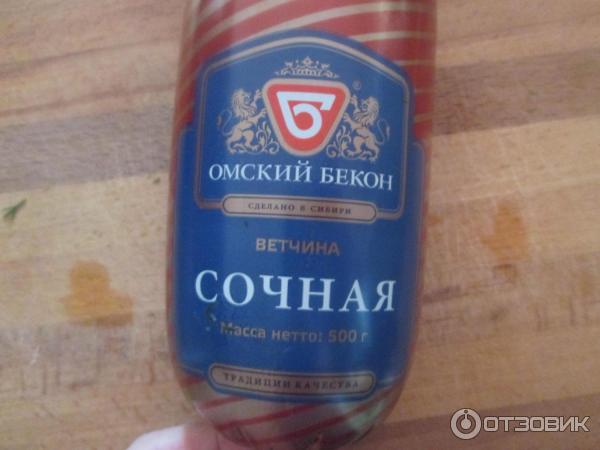 Б
®
ОМСКИЙ БЕКОН
СДЕЛАНО В СИБИРИ
ВЕТЧИНА
СОЧНАЯ
Масса нетто: 500 г
ТРАДИЦИИ КАЧЕСТВА
ОТЗОВИК